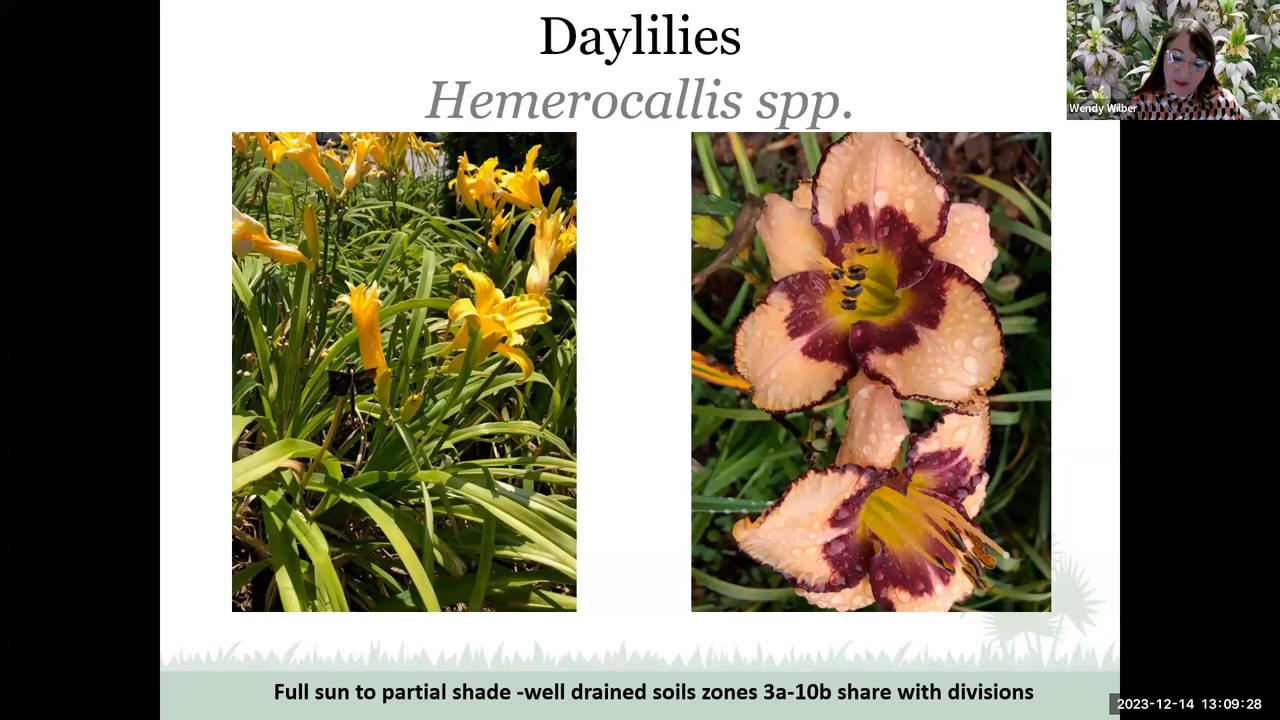 Daylilies
Hemerocallis spp.
Wendy Wilber
Full sun to partial shade -well drained soils zones 3a-10b share with divisions
2023-12-14 13:09:28